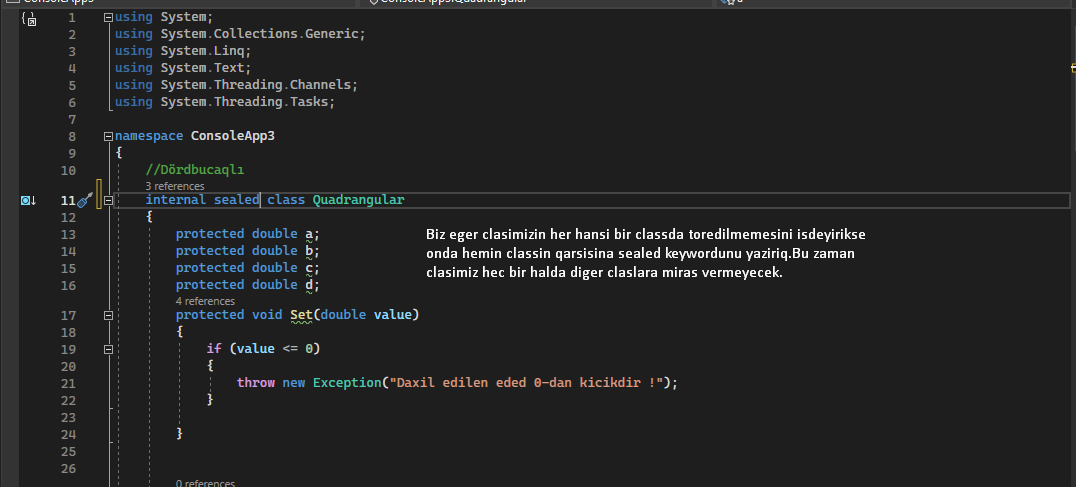 1 using System;
2 using System.Collections.Generic;
3 using System.Linq;
4 using System.Text;
5 using System.Threading.Channels;
6 using System.Threading.Tasks;
7
8 namespace ConsoleApp3
9 {
10 //Dördbucaqlı
3 references
11 internal sealed class Quadrangular
12 {
13 protected double a;
14 protected double b;
15 protected double c;
16 protected double d;
Biz eger clasimizin her hansi bir classda toredilmemesini isdeyirikse
onda hemin classin qarsisina sealed keywordunu yaziriq.Bu zaman
clasimiz hec bir halda diger claslara miras vermeyecek.
4 references
17 protected void Set(double value)
18 {
19 if (value <= 0)
20 {
21 throw new Exception("Daxil edilen eded 0-dan kicikdir !");
22 }
23
24 }
25
26
0 references